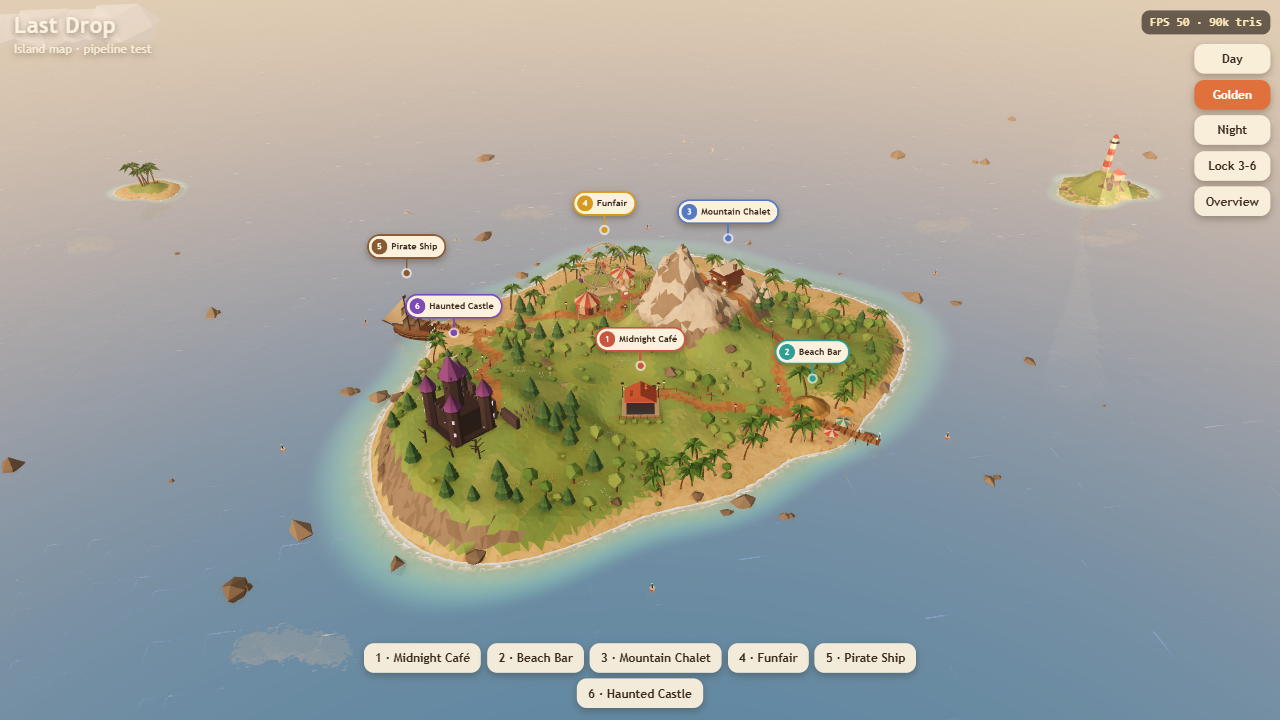 Last Drop
Island map · pipeline test
FPS 50 · 90k tris
Day
Golden
Night
Lock 3-6
Overview
4 Funfair
3 Mountain Chalet
5 Pirate Ship
6 Haunted Castle
1 Midnight Café
2 Beach Bar
1 · Midnight Café
2 · Beach Bar
3 · Mountain Chalet
4 · Funfair
5 · Pirate Ship
6 · Haunted Castle